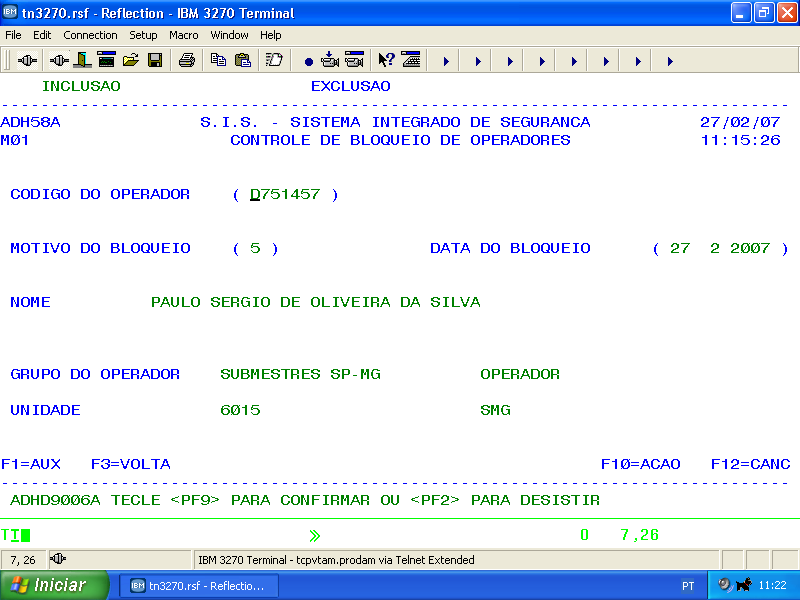 tn3270.rsf - Reflection - IBM 3270 Terminal
File Edit Connection Setup Macro Window Help
INCLUSAO EXCLUSAO
ADH58A S.I.S. - SISTEMA INTEGRADO DE SEGURANCA 27/02/07
M01 CONTROLE DE BLOQUEIO DE OPERADORES 11:15:26
CODIGO DO OPERADOR ( D751457 )
MOTIVO DO BLOQUEIO ( 5 ) DATA DO BLOQUEIO ( 27 2 2007 )
NOME PAULO SERGIO DE OLIVEIRA DA SILVA
GRUPO DO OPERADOR SUBMESTRES SP-MG OPERADOR
UNIDADE 6015 SMG
F1=AUX F3=VOLTA F10=ACAO F12=CANC
ADHD9006A TECLE <PF9> PARA CONFIRMAR OU <PF2> PARA DESISTIR
TI » 0 7,26
7, 26 IBM 3270 Terminal - tcpvtam.prodam via Telnet Extended
Iniciar IBM tn3270.rsf - Reflectio... PT 11:22